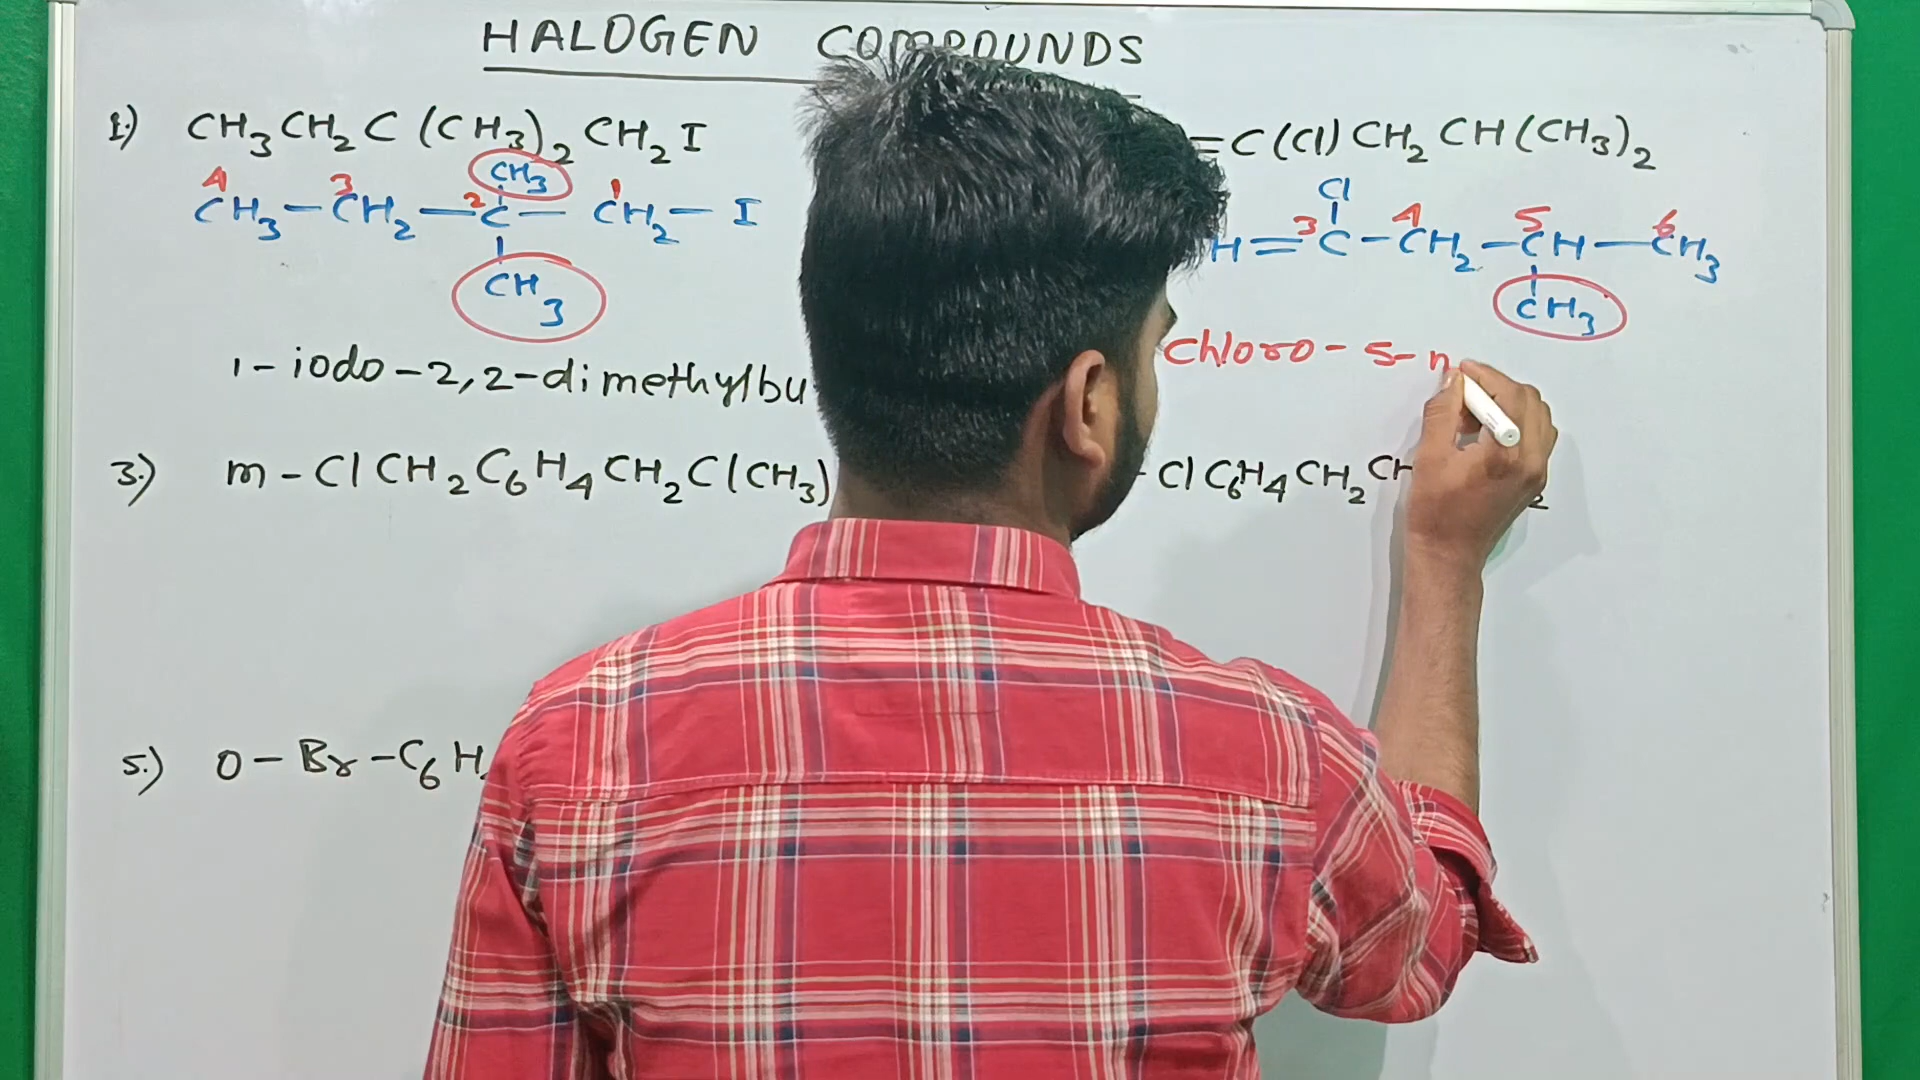 HALOGEN COMPOUNDS
1.) CH3CH2C(CH3)2CH2I
=C(Cl)CH2CH(CH3)2
CH3
4 3 2 1
CH3-CH2-C-CH2-I
CH3
1-iodo-2,2-dimethylbu
Cl
3 4 5 6
H=C-CH2-CH-CH3
CH3
Chloro-5-m
3.) m-ClCH2C6H4CH2C(CH3)
-ClC6H4CH2CH
2
5.) O-Br-C6H